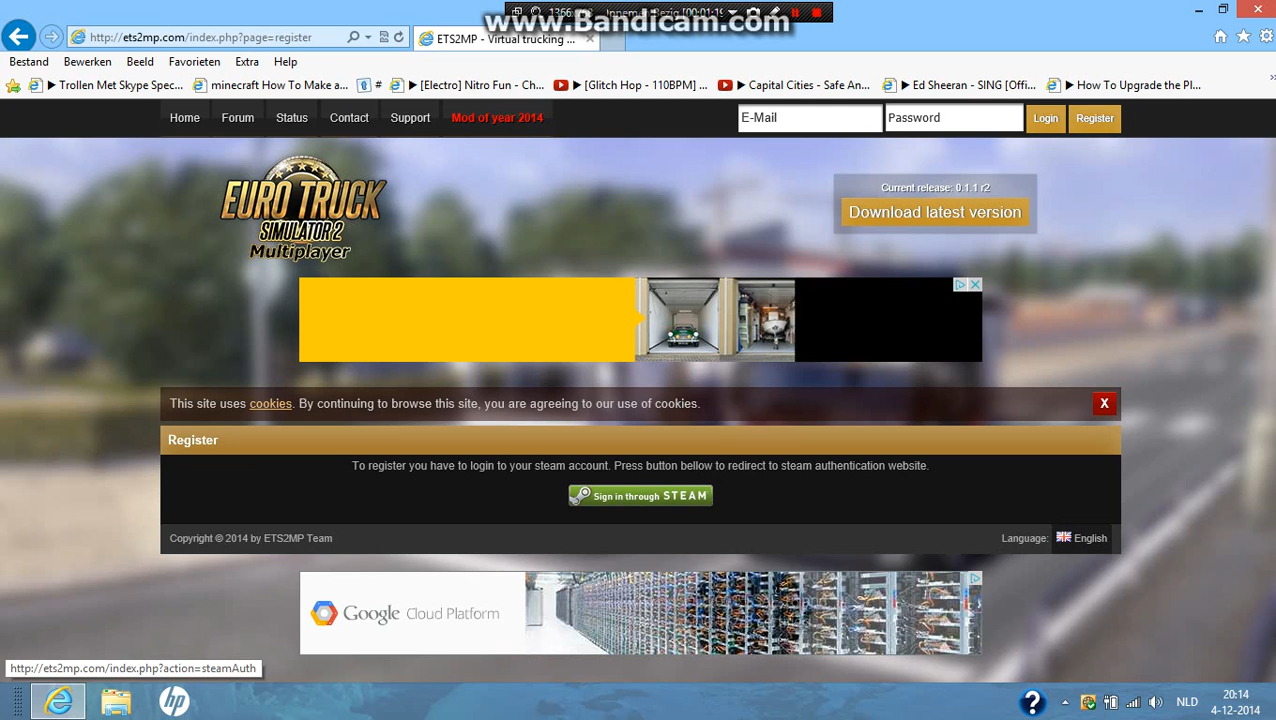 1366x
[00:01:19
www.Bandicam.com
http://ets2mp.com/index.php?page=register
ETS2MP - Virtual trucking ...
Bestand Bewerken Beeld Favorieten Extra Help
▶ Trollen Met Skype Spec...
minecraft How To Make a...
#
▶ [Electro] Nitro Fun - Ch...
▶ [Glitch Hop - 110BPM] ...
▶ Capital Cities - Safe An...
▶ Ed Sheeran - SING [Offi...
▶ How To Upgrade the Pl...
Home Forum Status Contact Support Mod of year 2014
E-Mail Password Login Register
EURO TRUCK
SIMULATOR 2
Multiplayer
Current release: 0.1.1 r2
Download latest version
This site uses cookies. By continuing to browse this site, you are agreeing to our use of cookies.
X
Register
To register you have to login to your steam account. Press button bellow to redirect to steam authentication website.
Sign in through STEAM
Copyright © 2014 by ETS2MP Team
Language: English
Google Cloud Platform
http://ets2mp.com/index.php?action=steamAuth
hp
NLD
20:14
4-12-2014